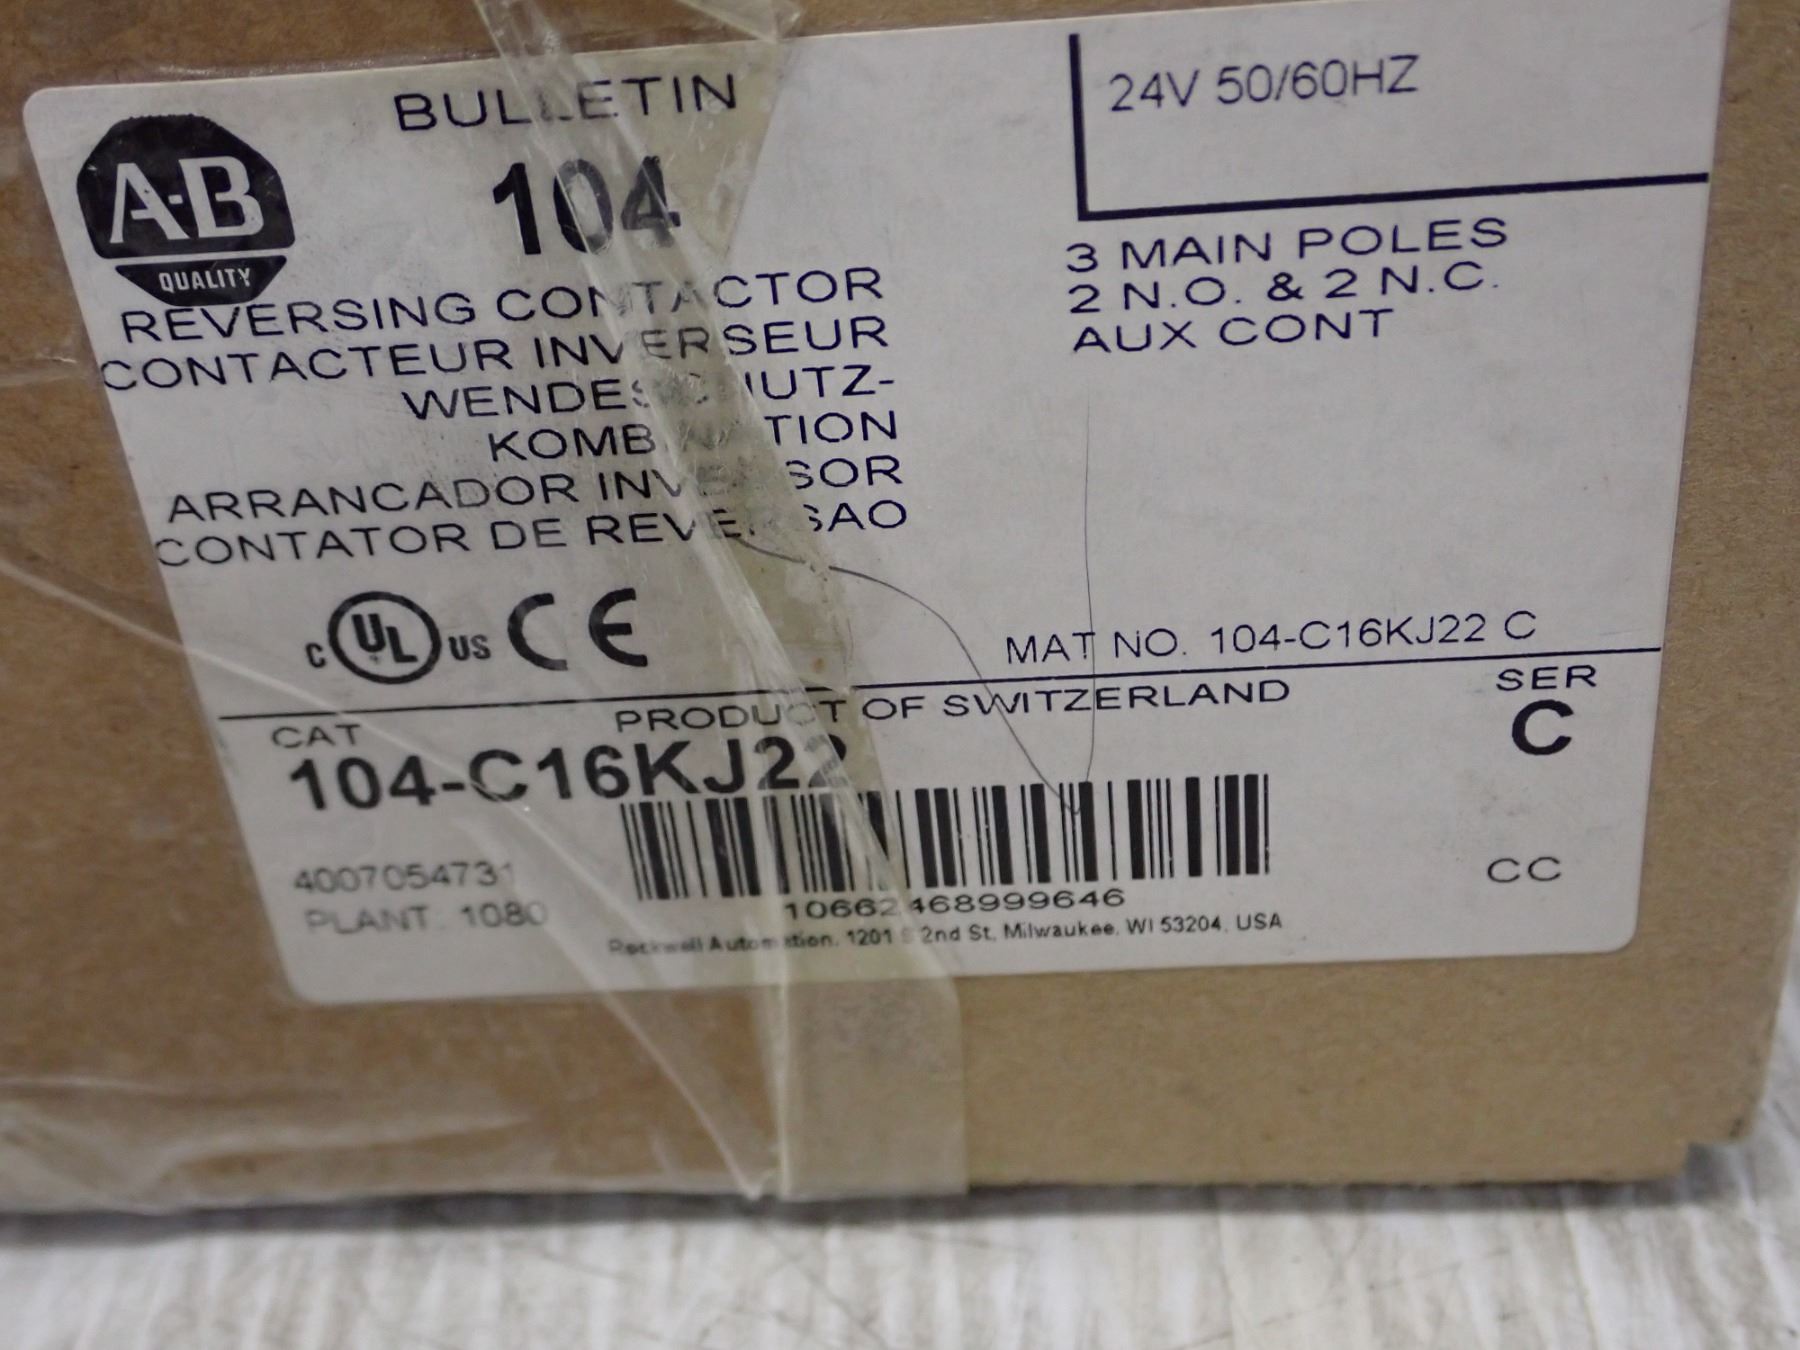 BULLETIN
104
A-B
QUALITY
REVERSING CONTACTOR
CONTACTEUR INVERSEUR
WENDESCHUTZ-
KOMBINATION
ARRANCADOR INVERSOR
CONTATOR DE REVERSAO
24V 50/60HZ
3 MAIN POLES
2 N.O. & 2 N.C.
AUX CONT
C UL US CE
MAT NO. 104-C16KJ22 C
CAT
PRODUCT OF SWITZERLAND
SER
104-C16KJ22
C
4007054731
PLANT: 1080
CC
10662468999646
Rockwell Automation, 1201 S 2nd St, Milwaukee, WI 53204, USA